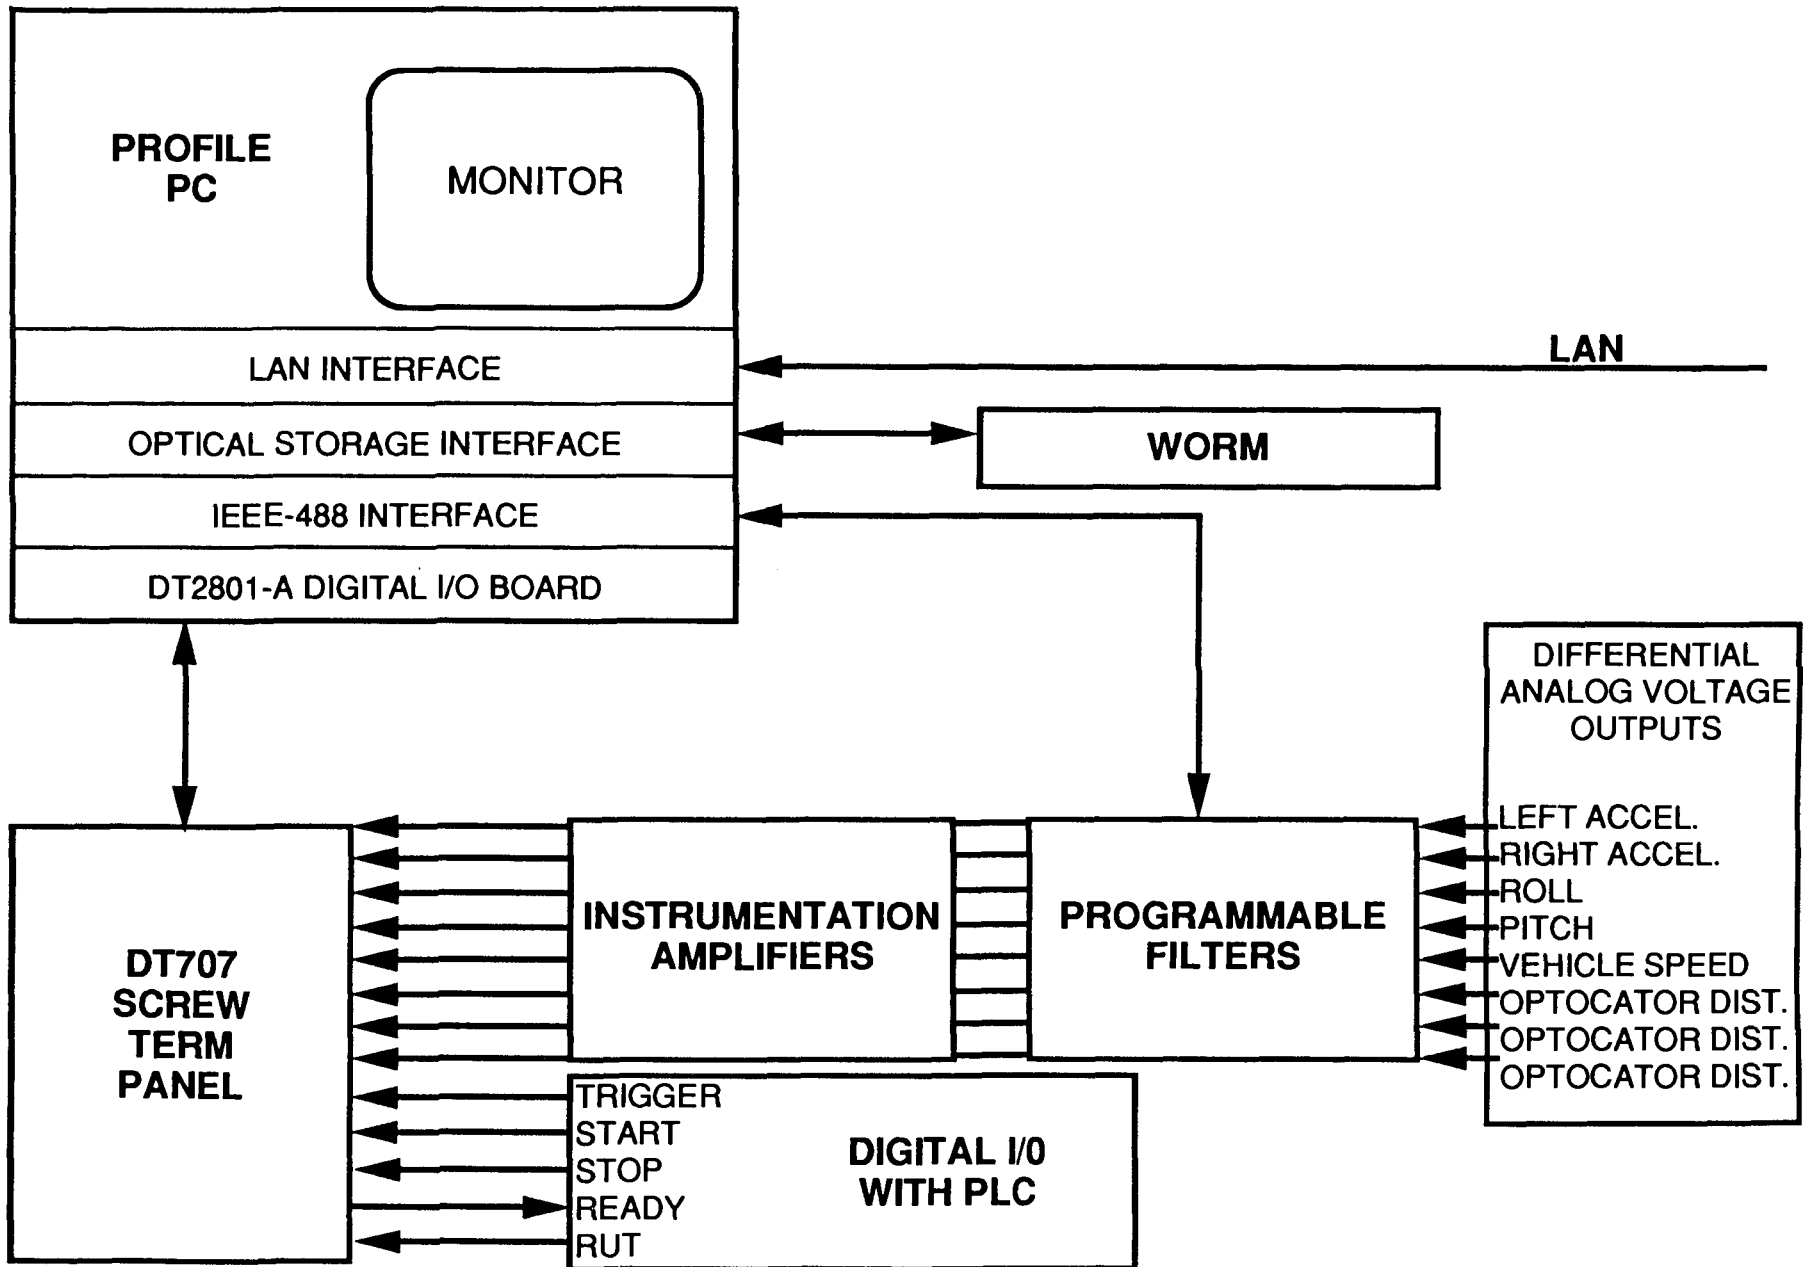 PROFILE
PC
MONITOR
LAN INTERFACE
LAN
OPTICAL STORAGE INTERFACE
WORM
IEEE-488 INTERFACE
DT2801-A DIGITAL I/O BOARD
DIFFERENTIAL
ANALOG VOLTAGE
OUTPUTS
LEFT ACCEL.
RIGHT ACCEL.
ROLL
PITCH
VEHICLE SPEED
OPTOCATOR DIST.
OPTOCATOR DIST.
OPTOCATOR DIST.
PROGRAMMABLE
FILTERS
INSTRUMENTATION
AMPLIFIERS
DT707
SCREW
TERM
PANEL
TRIGGER
START
STOP
READY
RUT
DIGITAL I/0
WITH PLC